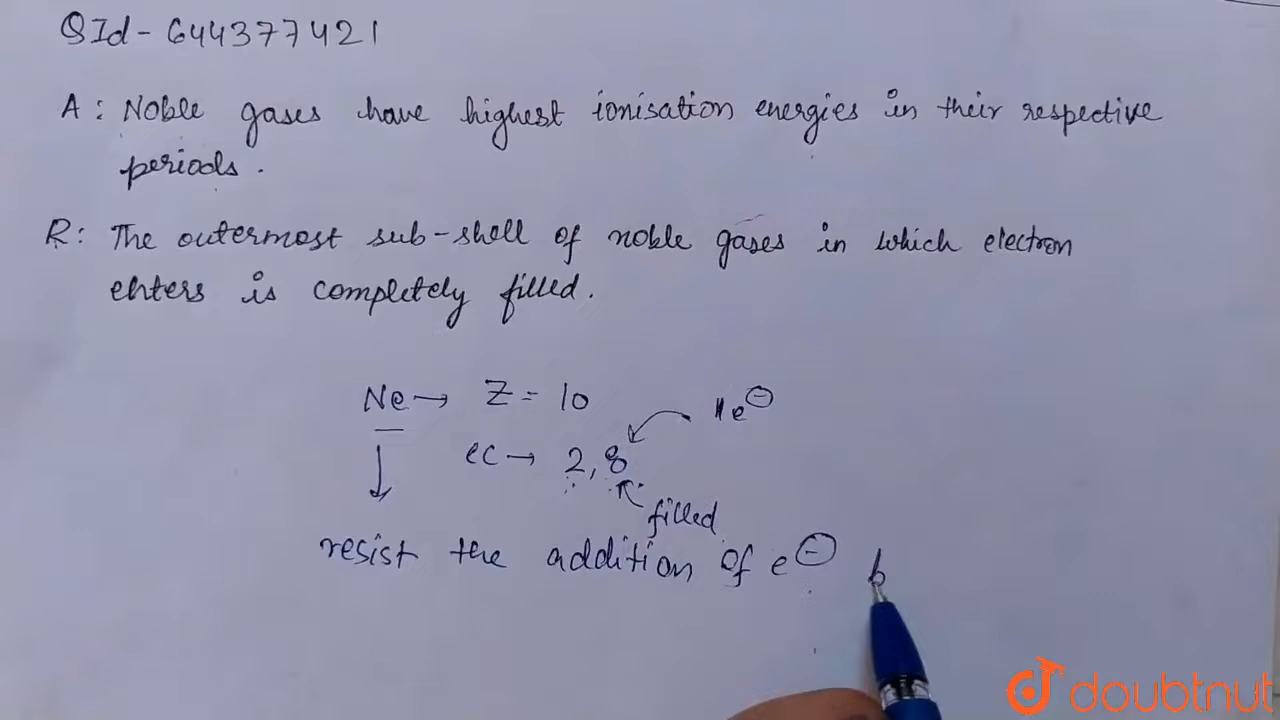 QId - 644377421
A: Noble gases have highest ionisation energies in their respective
periods.
R: The outermost sub-shell of noble gases in which electron
enters is completely filled.
Ne → Z = 10
1e⊖
ec → 2,8
filled
resist the addition of e⊖ b
doubtnut